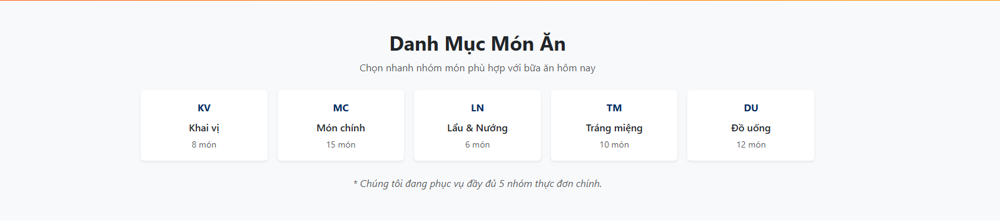 Danh Mục Món Ăn
Chọn nhanh nhóm món phù hợp với bữa ăn hôm nay
KV
Khai vị
8 món
MC
Món chính
15 món
LN
Lẩu & Nướng
6 món
TM
Tráng miệng
10 món
DU
Đồ uống
12 món
* Chúng tôi đang phục vụ đầy đủ 5 nhóm thực đơn chính.